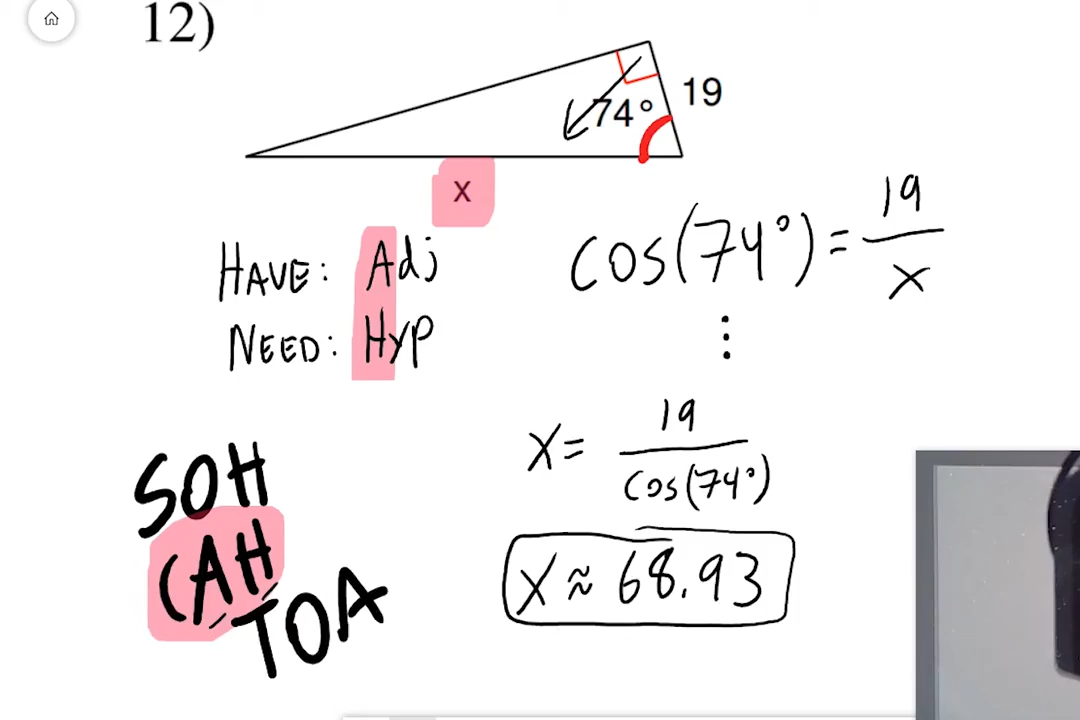 12)
74°
19
x
HAVE: Adj
NEED: Hyp
cos(74°) = 19/x
⋮
x = 19/cos(74°)
x ≈ 68.93
SOH
CAH
TOA